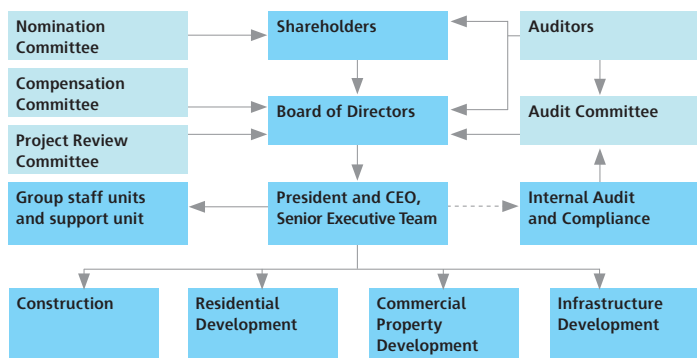 Nomination
Committee
Shareholders
Auditors
Compensation
Committee
Board of Directors
Audit Committee
Project Review
Committee
Group staff units
and support unit
President and CEO,
Senior Executive Team
Internal Audit
and Compliance
Construction
Residential
Development
Commercial
Property
Development
Infrastructure
Development